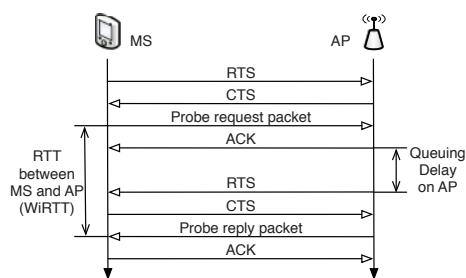 MS
AP
RTS
CTS
Probe request packet
ACK
RTT
between
MS and AP
(WiRTT)
Queuing
Delay
on AP
RTS
CTS
Probe reply packet
ACK